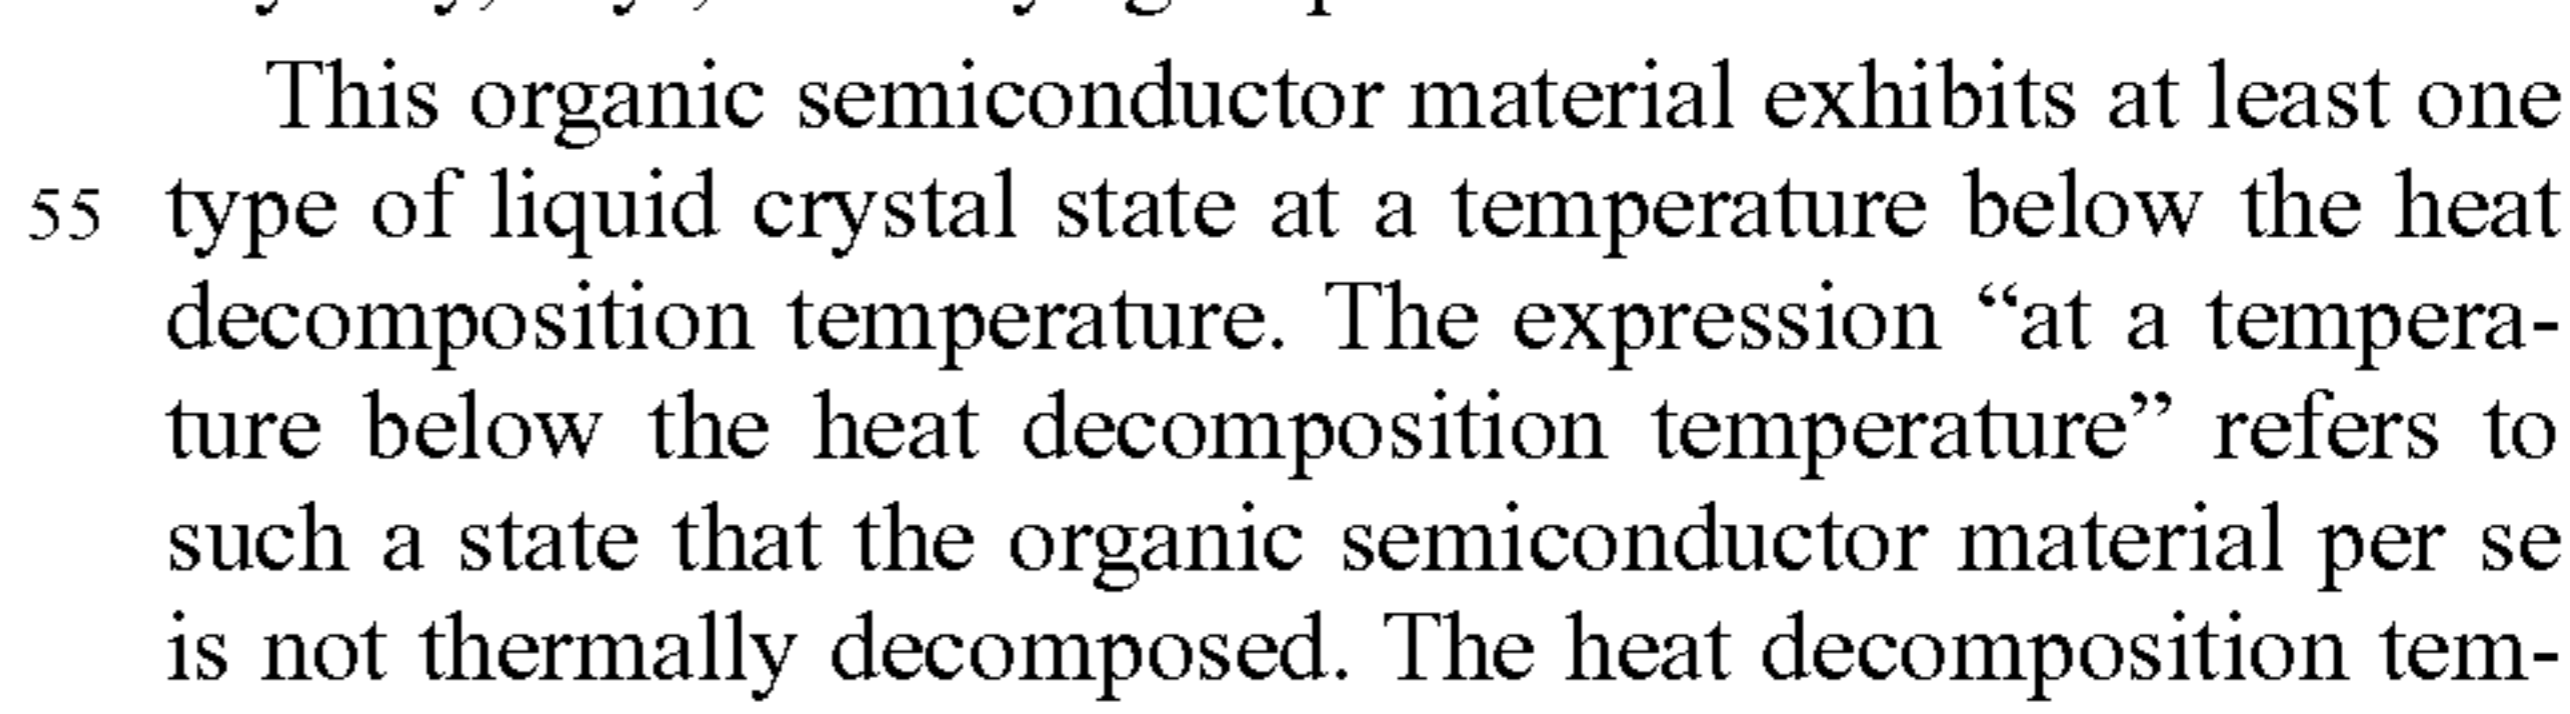 This organic semiconductor material exhibits at least one
55 type of liquid crystal state at a temperature below the heat
decomposition temperature. The expression “at a tempera-
ture below the heat decomposition temperature” refers to
such a state that the organic semiconductor material per se
is not thermally decomposed. The heat decomposition tem-